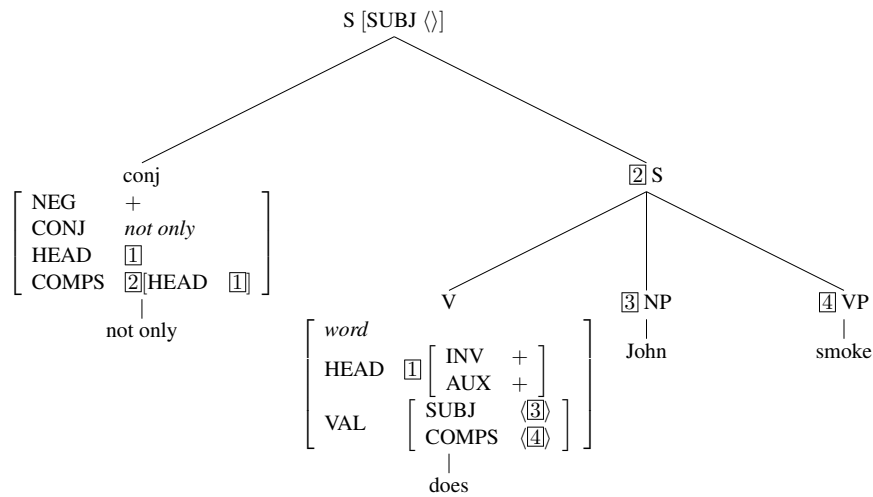 S [SUBJ ⟨⟩]
conj
NEG +
CONJ not only
HEAD 1
COMPS 2[HEAD 1]
not only
2 S
V
word
HEAD 1 INV +
AUX +
VAL SUBJ ⟨3⟩
COMPS ⟨4⟩
does
3 NP
John
4 VP
smoke